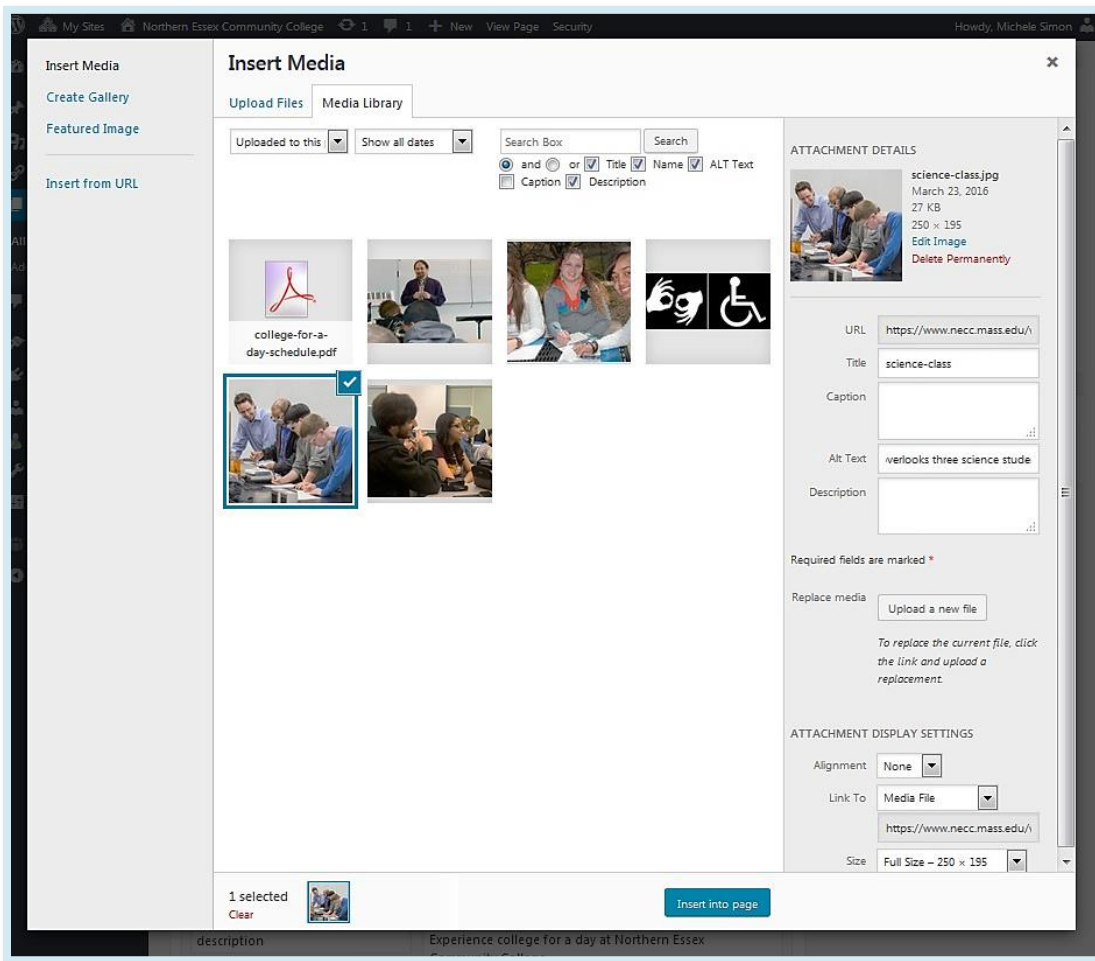 My Sites Northern Essex Community College 1 1 New View Page Security Howdy, Michele Simon
Insert Media
Create Gallery
Featured Image
Insert from URL
Insert Media
Upload Files Media Library
Uploaded to this Show all dates Search Box Search
and or Title Name ALT Text
Caption Description
college-for-a-
day-schedule.pdf
1 selected
Clear
Insert into page
ATTACHMENT DETAILS
science-class.jpg
March 23, 2016
27 KB
250 × 195
Edit Image
Delete Permanently
URL https://www.necc.mass.edu/
Title science-class
Caption
Alt Text verlooks three science stude
Description
Required fields are marked *
Replace media Upload a new file
To replace the current file, click
the link and upload a
replacement.
ATTACHMENT DISPLAY SETTINGS
Alignment None
Link To Media File
https://www.necc.mass.edu/
Size Full Size – 250 × 195
All
Ad
description Experience college for a day at Northern Essex